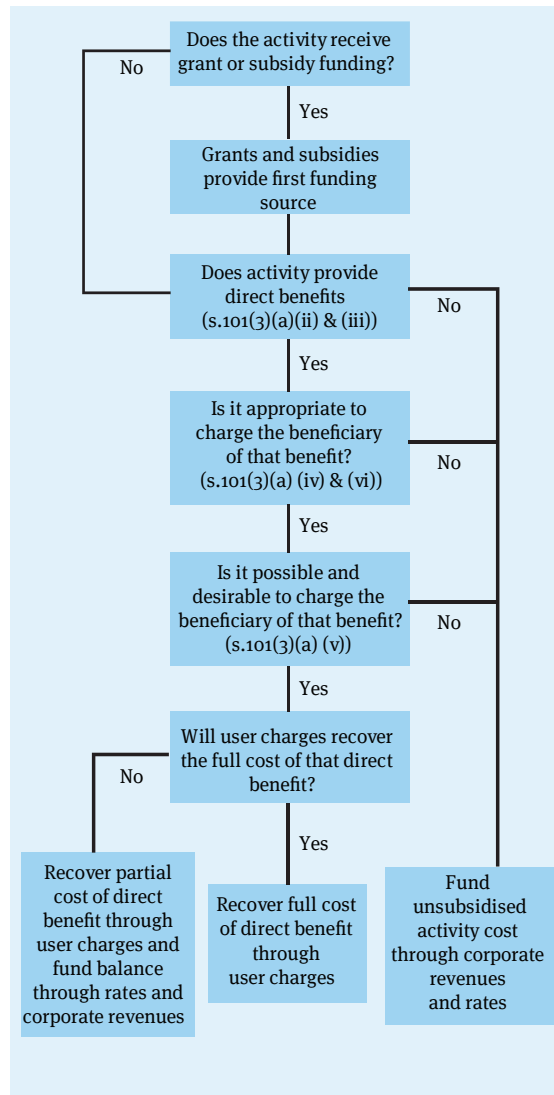 Does the activity receive
grant or subsidy funding?
No
Yes
Grants and subsidies
provide first funding
source
Does activity provide
direct benefits
(s.101(3)(a)(ii) & (iii))
No
Yes
Is it appropriate to
charge the beneficiary
of that benefit?
(s.101(3)(a) (iv) & (vi))
No
Yes
Is it possible and
desirable to charge the
beneficiary of that benefit?
(s.101(3)(a) (v))
No
Yes
Will user charges recover
the full cost of that direct
benefit?
No
Yes
Recover partial
cost of direct
benefit through
user charges and
fund balance
through rates and
corporate revenues
Recover full cost
of direct benefit
through
user charges
Fund
unsubsidised
activity cost
through corporate
revenues
and rates